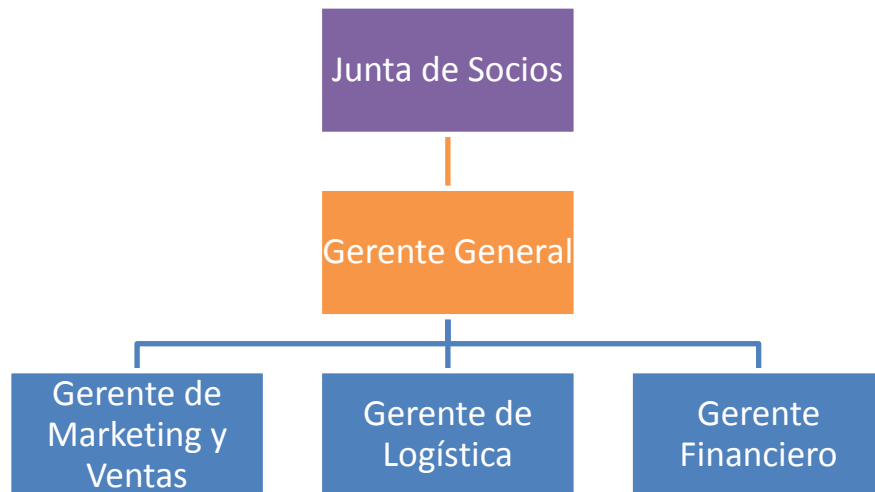 Junta de Socios
Gerente General
Gerente de
Marketing y
Ventas
Gerente de
Logística
Gerente
Financiero